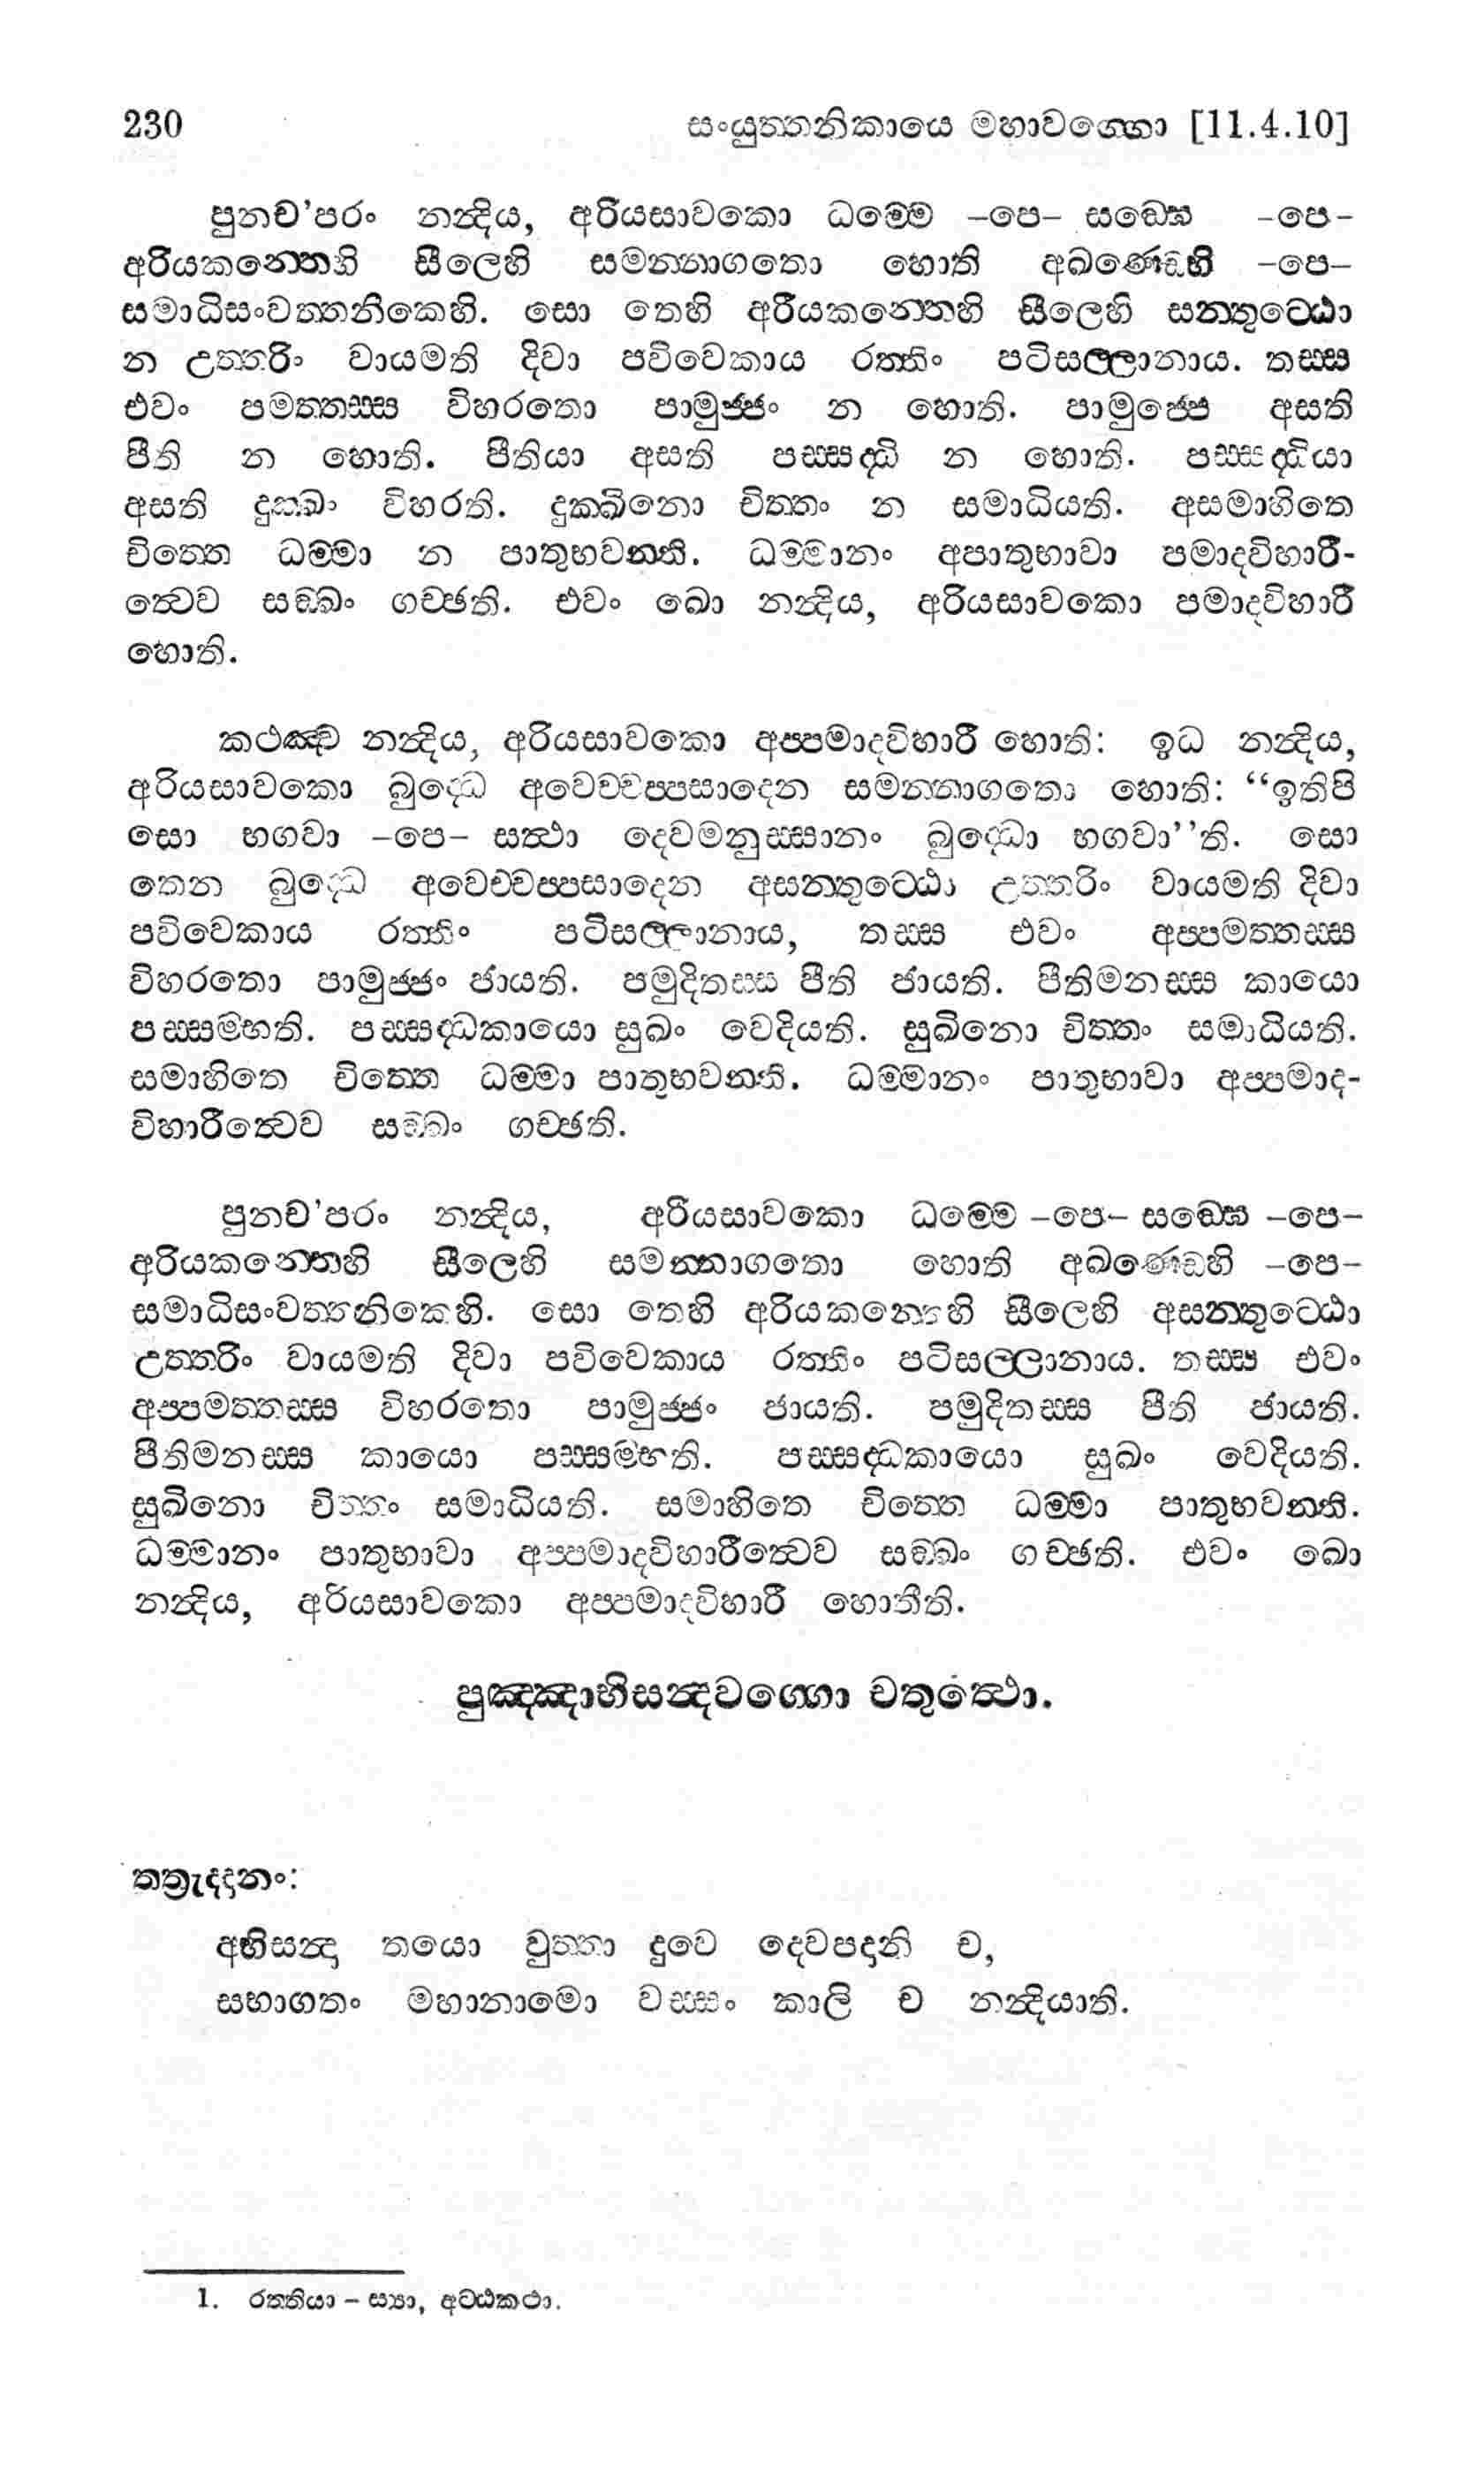 230 සංයුත්තනිකායෙ මහාවග්ගො [11.4.10]
පුනච'පරං නන්දිය, අරියසාවකො ධම්මෙ –පෙ– සඞ්ඝෙ –පෙ–
අරියකන්තෙහි සීලෙහි සමන්නාගතො හොති අඛණ්ඩෙහි –පෙ–
සමාධිසංවත්තනිකෙහි. සො තෙහි අරියකන්තෙහි සීලෙහි සන්තුට්ඨො
න උත්තරිං වායමති දිවා පවිවෙකාය රත්තිං පටිසල්ලානාය. තස්ස
එවං පමත්තස්ස විහරතො පාමුජ්ජං න හොති. පාමුජ්ජෙ අසති
පීති න හොති. පීතියා අසති පස්සද්ධි න හොති. පස්සද්ධියා
අසති දුක්ඛං විහරති. දුක්ඛිනො චිත්තං න සමාධියති. අසමාහිතෙ
චිත්තෙ ධම්මා න පාතුභවන්ති. ධම්මානං අපාතුභාවා පමාදවිහාරී-
ත්වෙව සඞ්ඛං ගච්ඡති. එවං ඛො නන්දිය, අරියසාවකො පමාදවිහාරී
හොති.
කථඤ්ච නන්දිය, අරියසාවකො අප්පමාදවිහාරී හොති: ඉධ නන්දිය,
අරියසාවකො බුද්ධෙ අවෙච්චප්පසාදෙන සමන්නාගතො හොති: “ඉතිපි
සො භගවා –පෙ– සත්ථා දෙවමනුස්සානං බුද්ධො භගවා’’ති. සො
තෙන බුද්ධෙ අවෙච්චප්පසාදෙන අසන්තුට්ඨො උත්තරිං වායමති දිවා
පවිවෙකාය රත්තිං පටිසල්ලානාය, තස්ස එවං අප්පමත්තස්ස
විහරතො පාමුජ්ජං ජායති. පමුදිතස්ස පීති ජායති. පීතිමනස්ස කායො
පස්සම්භති. පස්සද්ධකායො සුඛං වෙදියති. සුඛිනො චිත්තං සමාධියති.
සමාහිතෙ චිත්තෙ ධම්මා පාතුභවන්ති. ධම්මානං පාතුභාවා අප්පමාද-
විහාරීත්වෙව සඞ්ඛං ගච්ඡති.
පුනච'පරං නන්දිය, අරියසාවකො ධම්මෙ –පෙ– සඞ්ඝෙ –පෙ–
අරියකන්තෙහි සීලෙහි සමන්නාගතො හොති අඛණ්ඩෙහි –පෙ–
සමාධිසංවත්තනිකෙහි. සො තෙහි අරියකන්තෙහි සීලෙහි අසන්තුට්ඨො
උත්තරිං වායමති දිවා පවිවෙකාය රත්තිං පටිසල්ලානාය. තස්ස එවං
අප්පමත්තස්ස විහරතො පාමුජ්ජං ජායති. පමුදිතස්ස පීති ජායති.
පීතිමනස්ස කායො පස්සම්භති. පස්සද්ධකායො සුඛං වෙදියති.
සුඛිනො චිත්තං සමාධියති. සමාහිතෙ චිත්තෙ ධම්මා පාතුභවන්ති.
ධම්මානං පාතුභාවා අප්පමාදවිහාරීත්වෙව සඞ්ඛං ගච්ඡති. එවං ඛො
නන්දිය, අරියසාවකො අප්පමාදවිහාරී හොතීති.
පුඤ්ඤාභිසන්දවග්ගො චතුත්ථො.
තත්‍රැද්දානං:
අභිසන්දා තයො වුත්තා දුවෙ දෙවපදානි ච,
සභාගතං මහානාමො වස්සං කාලි ච නන්දියාති.
1. රත්තියා – ස්‍යා, අට්ඨකථා.